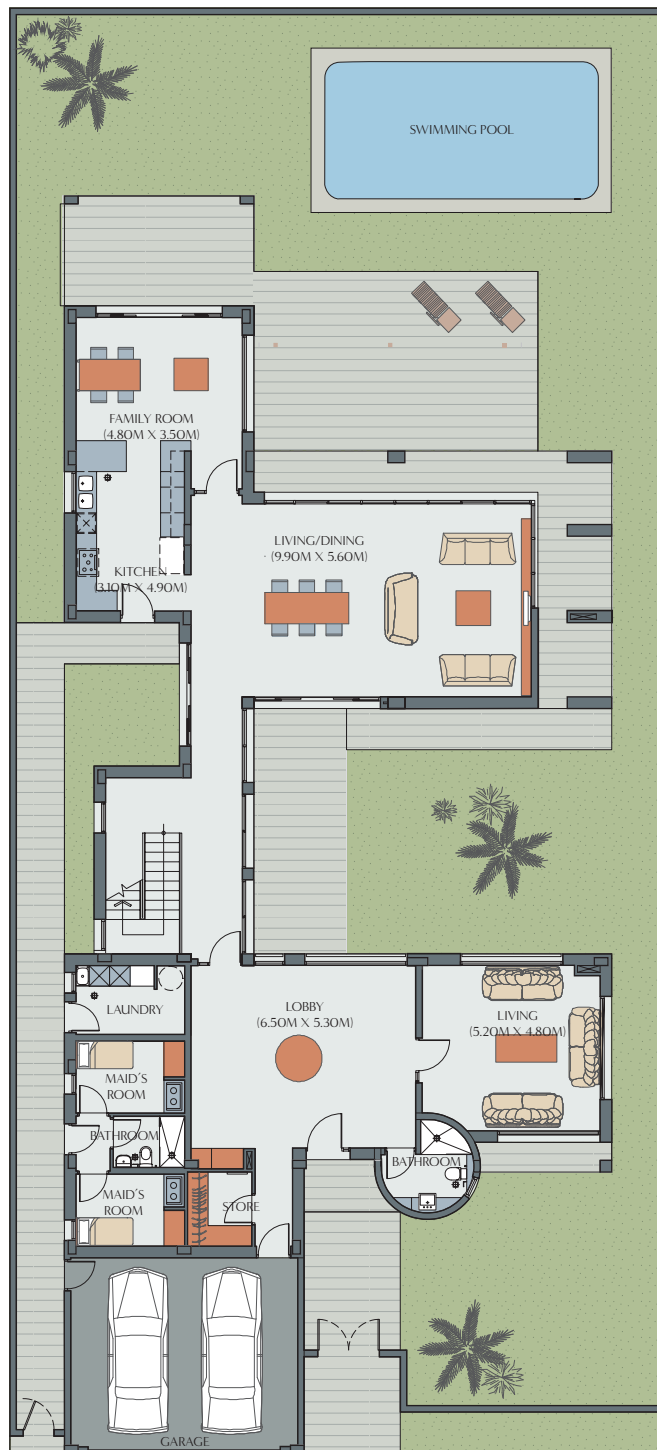 SWIMMING POOL
FAMILY ROOM
(4.80M X 3.50M)
LIVING/DINING
(9.90M X 5.60M)
KITCHEN
(3.10M X 4.90M)
LAUNDRY
LOBBY
(6.50M X 5.30M)
LIVING
(5.20M X 4.80M)
MAID'S
ROOM
BATHROOM
BATHROOM
MAID'S
ROOM
STORE
GARAGE